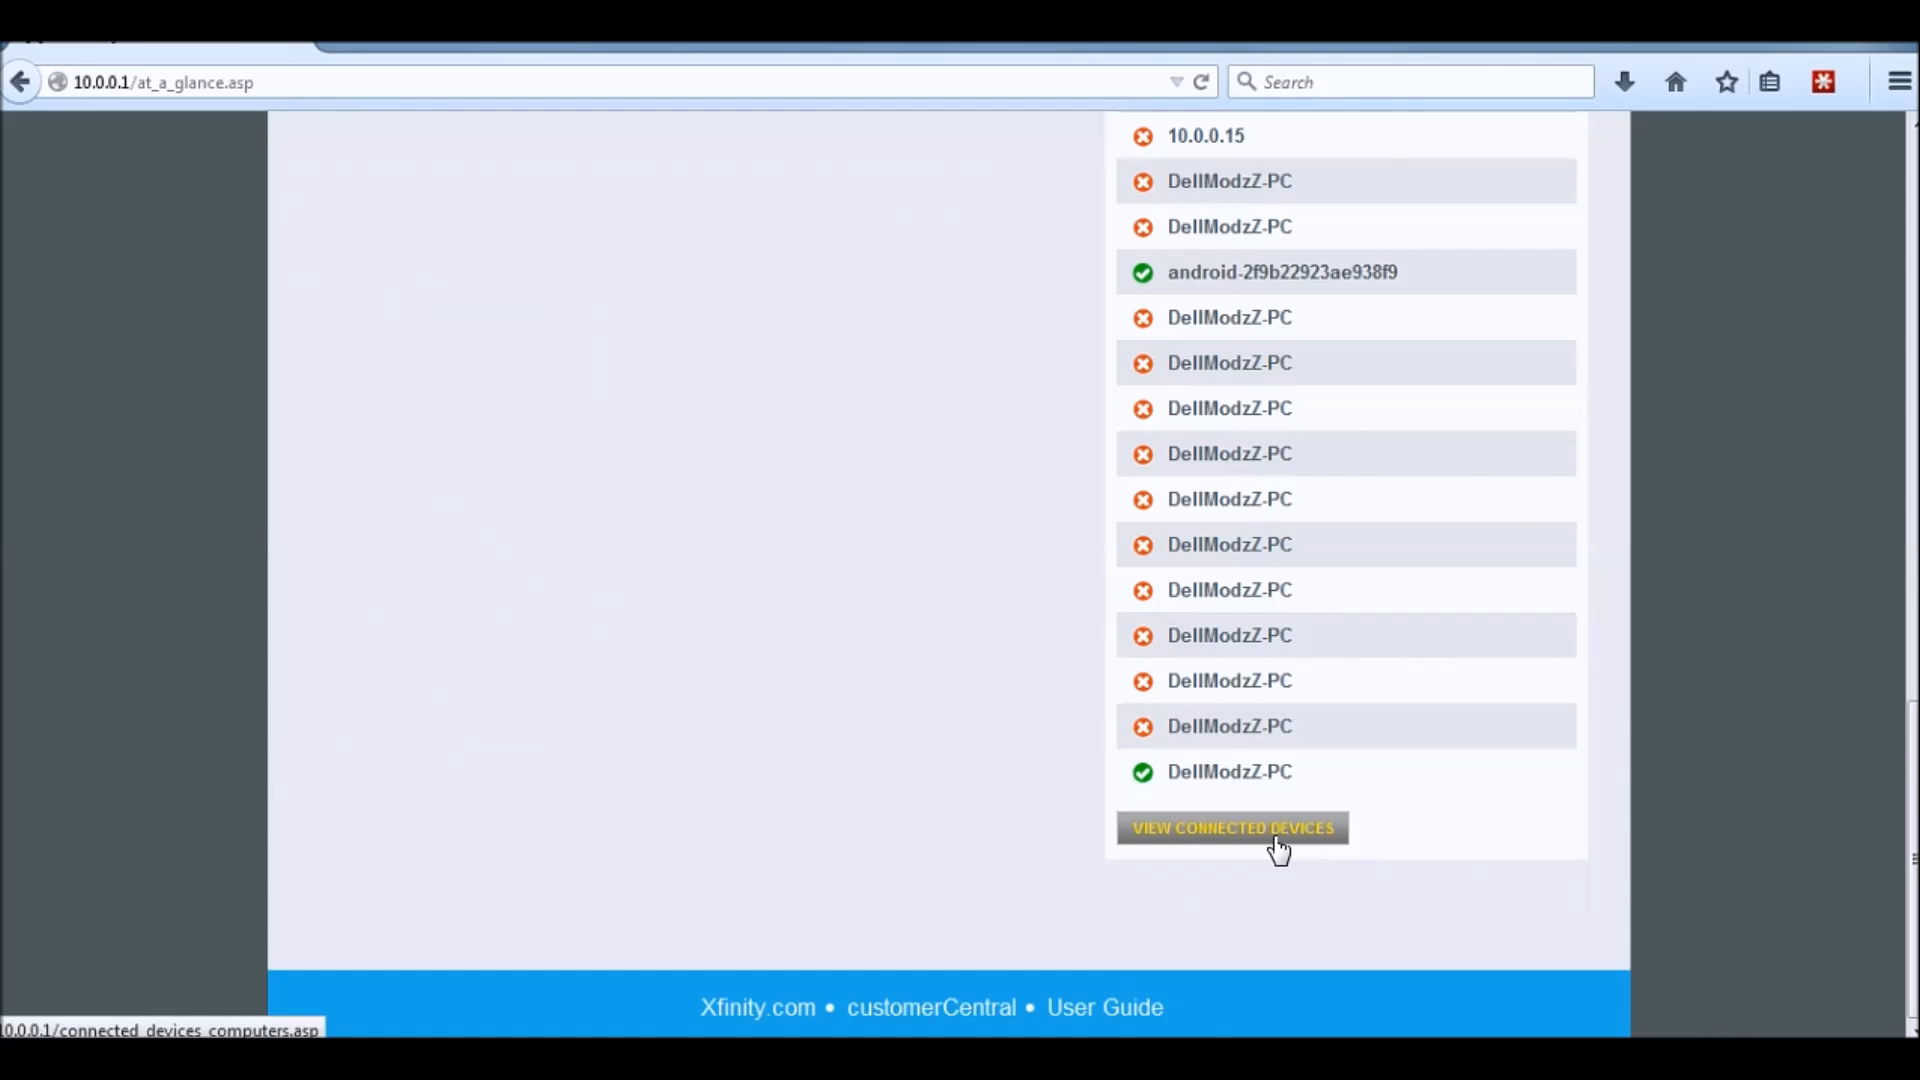 10.0.0.1/at_a_glance.asp
Search
10.0.0.15
DellModzZ-PC
DellModzZ-PC
android-2f9b22923ae938f9
DellModzZ-PC
DellModzZ-PC
DellModzZ-PC
DellModzZ-PC
DellModzZ-PC
DellModzZ-PC
DellModzZ-PC
DellModzZ-PC
DellModzZ-PC
DellModzZ-PC
DellModzZ-PC
VIEW CONNECTED DEVICES
Xfinity.com • customerCentral • User Guide
10.0.0.1/connected_devices_computers.asp